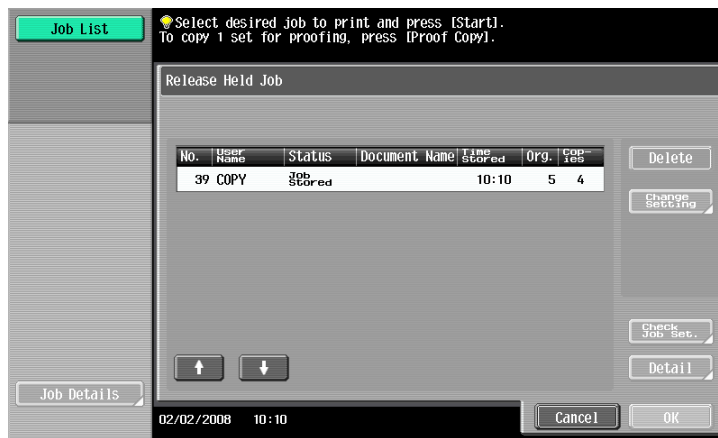 Job List
Select desired job to print and press [Start].
To copy 1 set for proofing, press [Proof Copy].
Release Held Job
No. User Name Status Document Name Time Stored Org. Cop-ies
39 COPY Job Stored 10:10 5 4
Delete
Change Setting
Check Job Set.
Detail
Job Details
02/02/2008 10:10
Cancel
OK